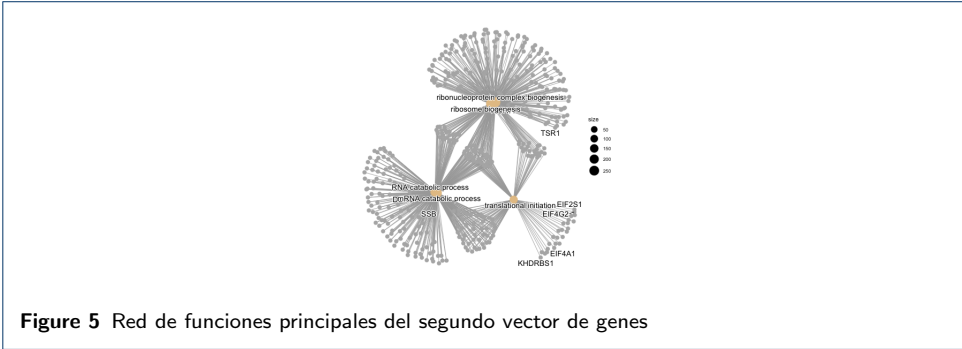 ribonucleoprotein complex biogenesis
ribosome biogenesis
TSR1
size
50
100
150
200
250
RNA catabolic process
pmRNA catabolic process
SSB
translational initiation
EIF2S1
EIF4G2
EIF4A1
KHDRBS1
Figure 5 Red de funciones principales del segundo vector de genes